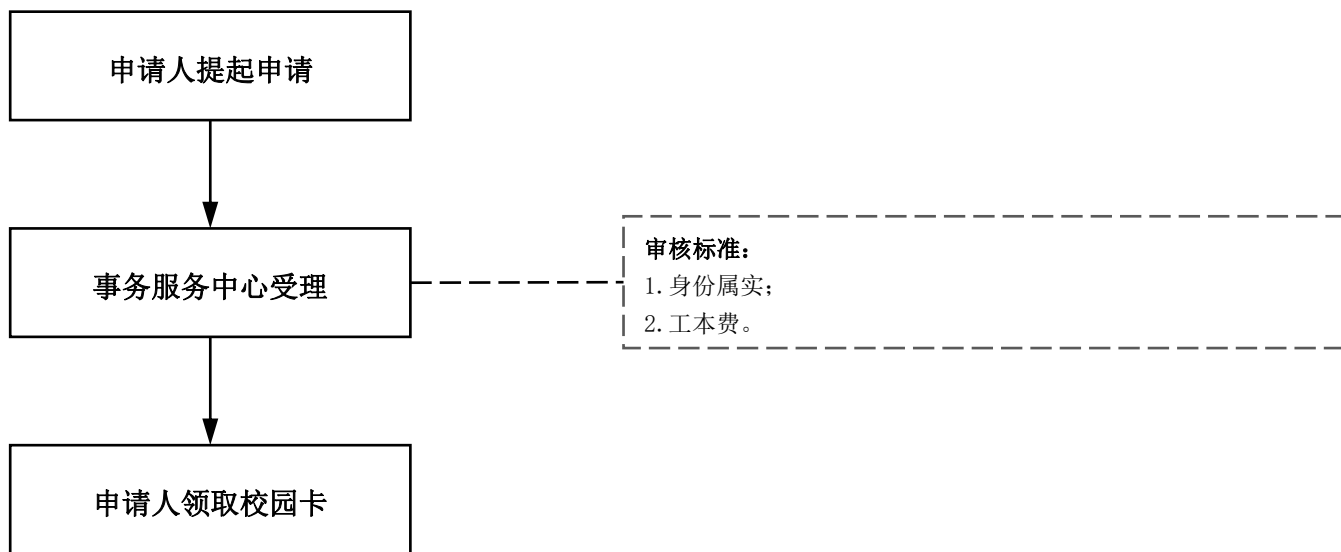 申请人提起申请
事务服务中心受理
审核标准：
1.身份属实；
2.工本费。
申请人领取校园卡